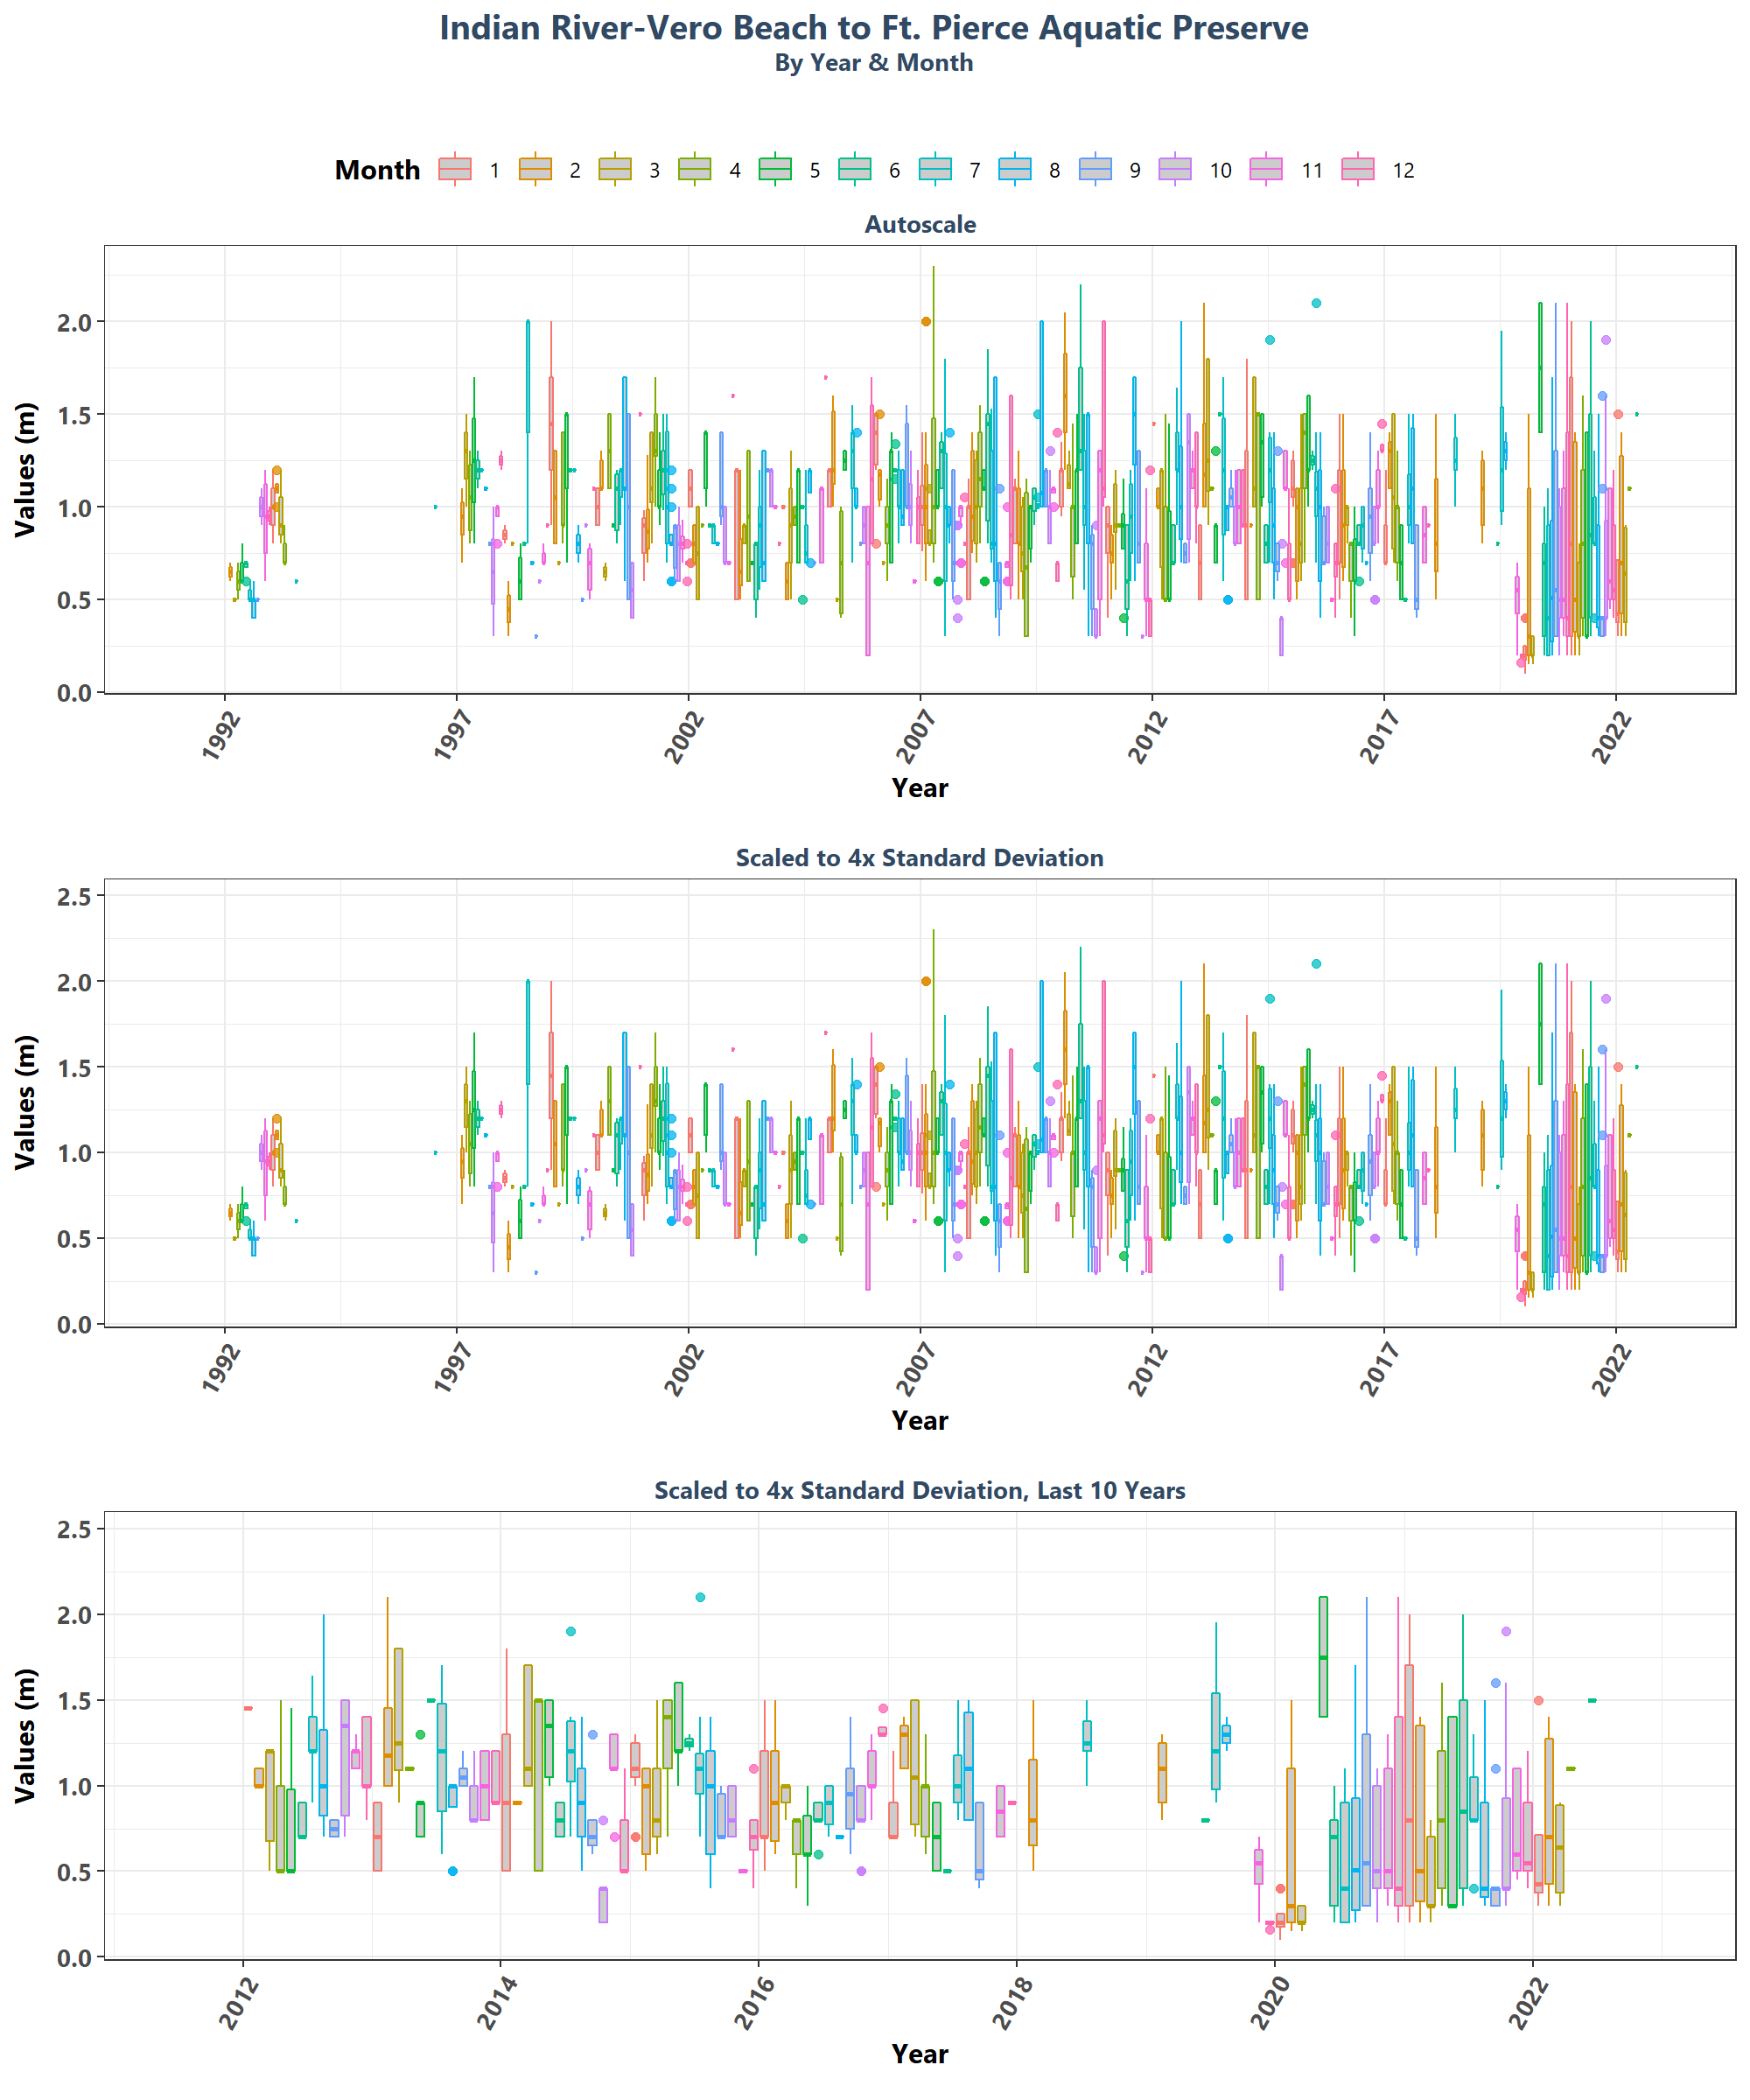 Indian River-Vero Beach to Ft. Pierce Aquatic Preserve
By Year & Month
Month 1 2 3 4 5 6 7 8 9 10 11 12
Autoscale
Values (m)
2.0
1.5
1.0
0.5
0.0
1992 1997 2002 2007 2012 2017 2022
Year
Scaled to 4x Standard Deviation
Values (m)
2.5
2.0
1.5
1.0
0.5
0.0
1992 1997 2002 2007 2012 2017 2022
Year
Scaled to 4x Standard Deviation, Last 10 Years
Values (m)
2.5
2.0
1.5
1.0
0.5
0.0
2012 2014 2016 2018 2020 2022
Year